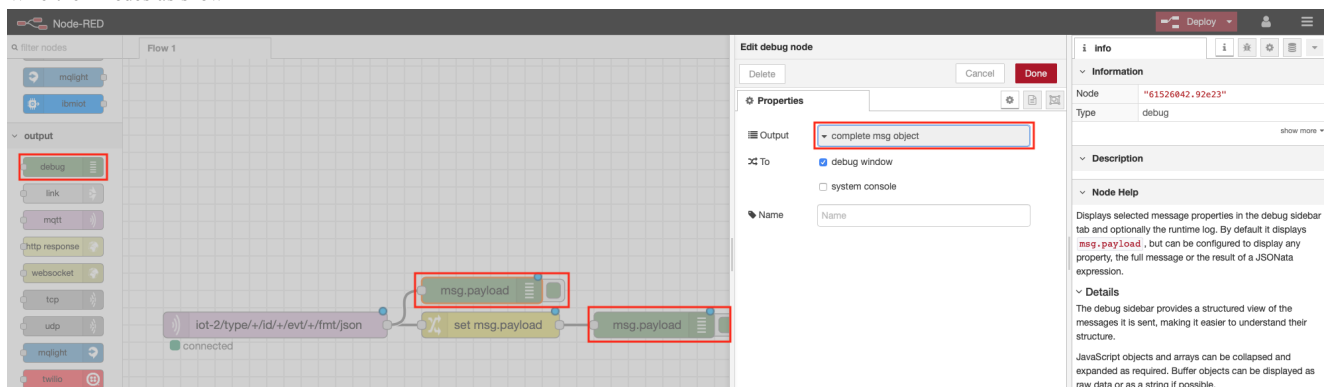 Node-RED
Deploy
filter nodes
Flow 1
Edit debug node
i info
i
mqlight
Delete
Cancel
Done
Information
ibmiot
Node
"61526042.92e23"
Properties
Type
debug
output
Output
complete msg object
show more
debug
To
debug window
Description
link
system console
Node Help
mqtt
Name
Name
Displays selected message properties in the debug sidebar
tab and optionally the runtime log. By default it displays
msg.payload , but can be configured to display any
property, the full message or the result of a JSONata
expression.
http response
websocket
tcp
msg.payload
Details
The debug sidebar provides a structured view of the
messages it is sent, making it easier to understand their
structure.
udp
iot-2/type/+/id/+/evt/+/fmt/json
set msg.payload
msg.payload
connected
mqlight
JavaScript objects and arrays can be collapsed and
expanded as required. Buffer objects can be displayed as
raw data or as a string if possible.
twilio